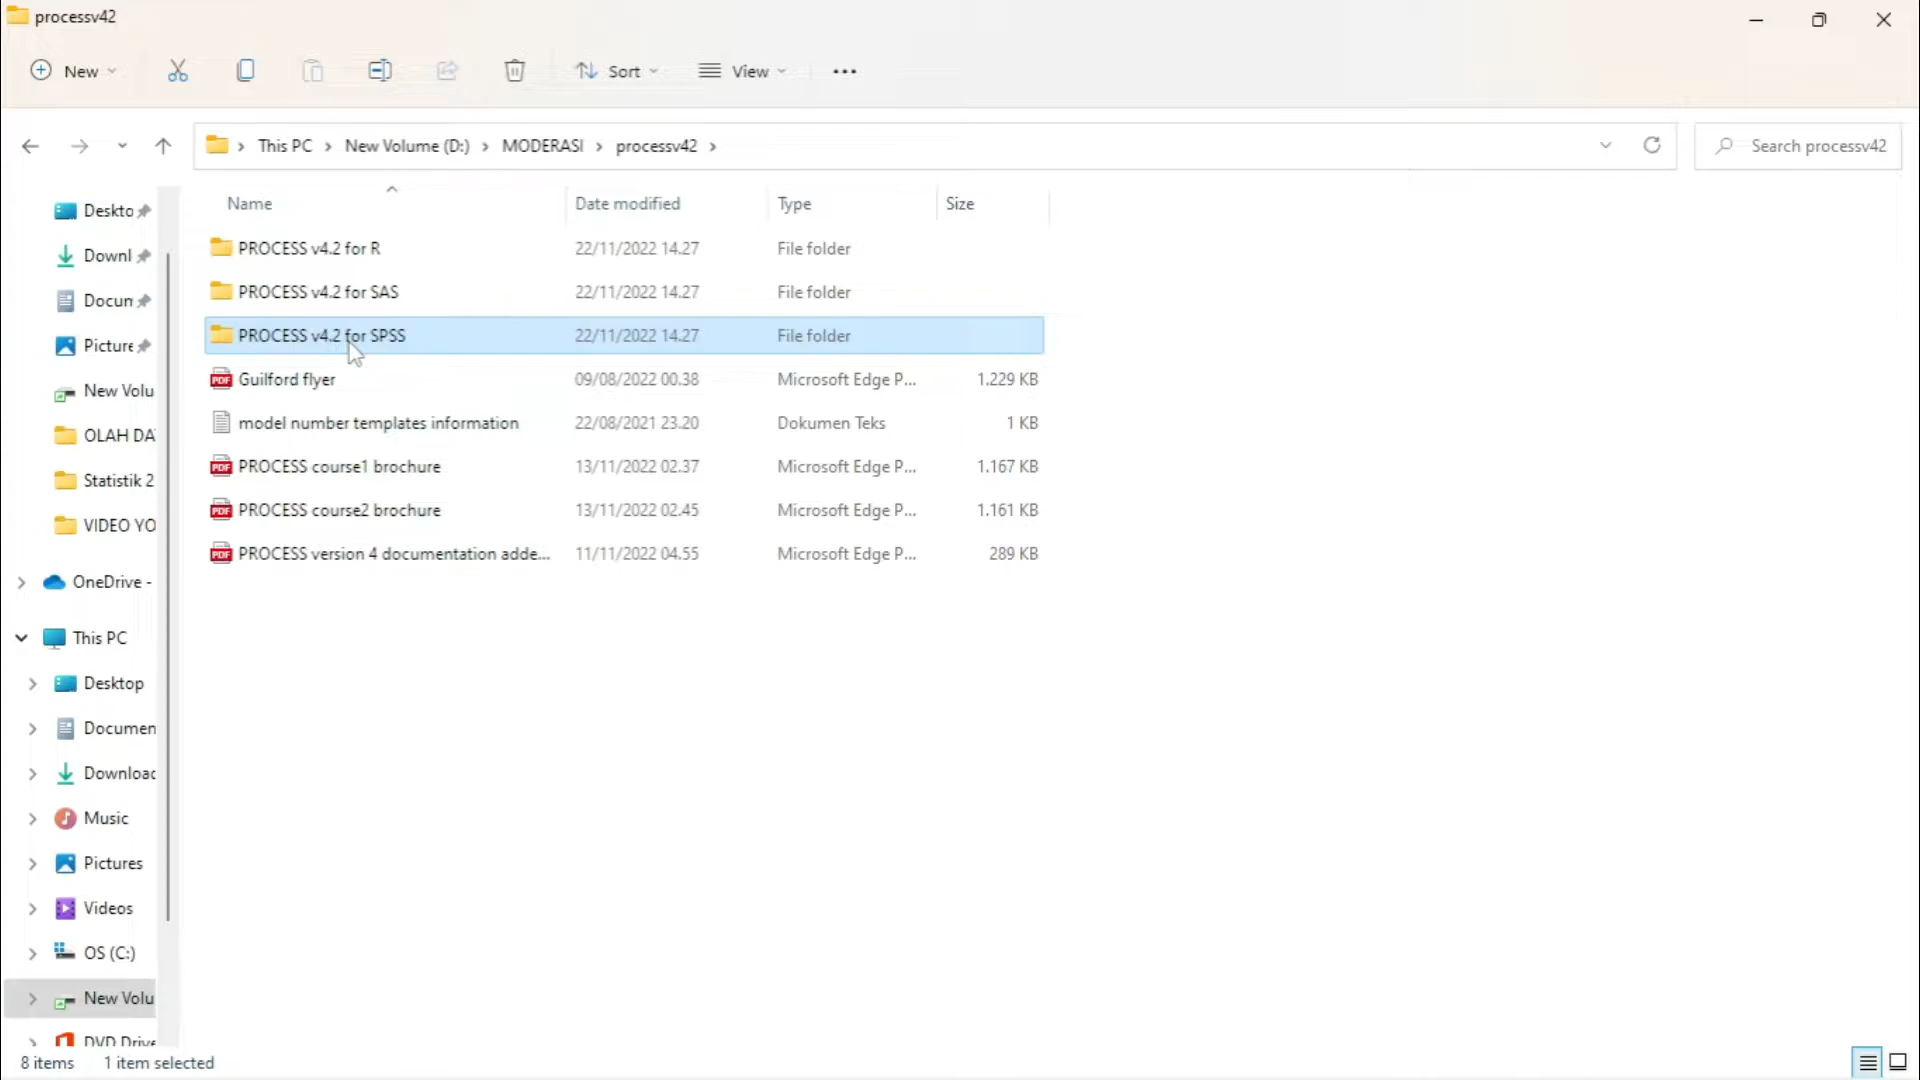 processv42
New Sort View
This PC > New Volume (D:) > MODERASI > processv42 > Search processv42
Name Date modified Type Size
Deskto
Downl
Docun
Picture
New Volu
OLAH DA
Statistik 2
VIDEO YO
OneDrive -
This PC
Desktop
Documen
Downloac
Music
Pictures
Videos
OS (C:)
New Volu
DVD Drive
PROCESS v4.2 for R 22/11/2022 14.27 File folder
PROCESS v4.2 for SAS 22/11/2022 14.27 File folder
PROCESS v4.2 for SPSS 22/11/2022 14.27 File folder
PDF Guilford flyer 09/08/2022 00.38 Microsoft Edge P... 1.229 KB
model number templates information 22/08/2021 23.20 Dokumen Teks 1 KB
PDF PROCESS course1 brochure 13/11/2022 02.37 Microsoft Edge P... 1.167 KB
PDF PROCESS course2 brochure 13/11/2022 02.45 Microsoft Edge P... 1.161 KB
PDF PROCESS version 4 documentation adde... 11/11/2022 04.55 Microsoft Edge P... 289 KB
8 items 1 item selected